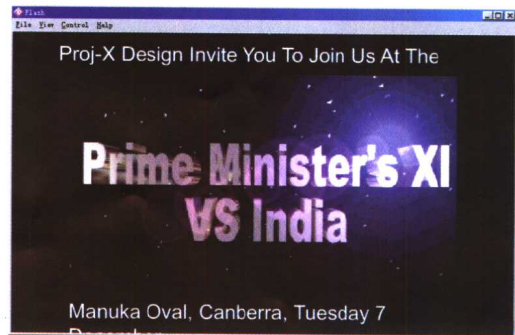 Flash
File View Control Help
Proj-X Design Invite You To Join Us At The
Prime Minister's XI
VS India
Manuka Oval, Canberra, Tuesday 7
December